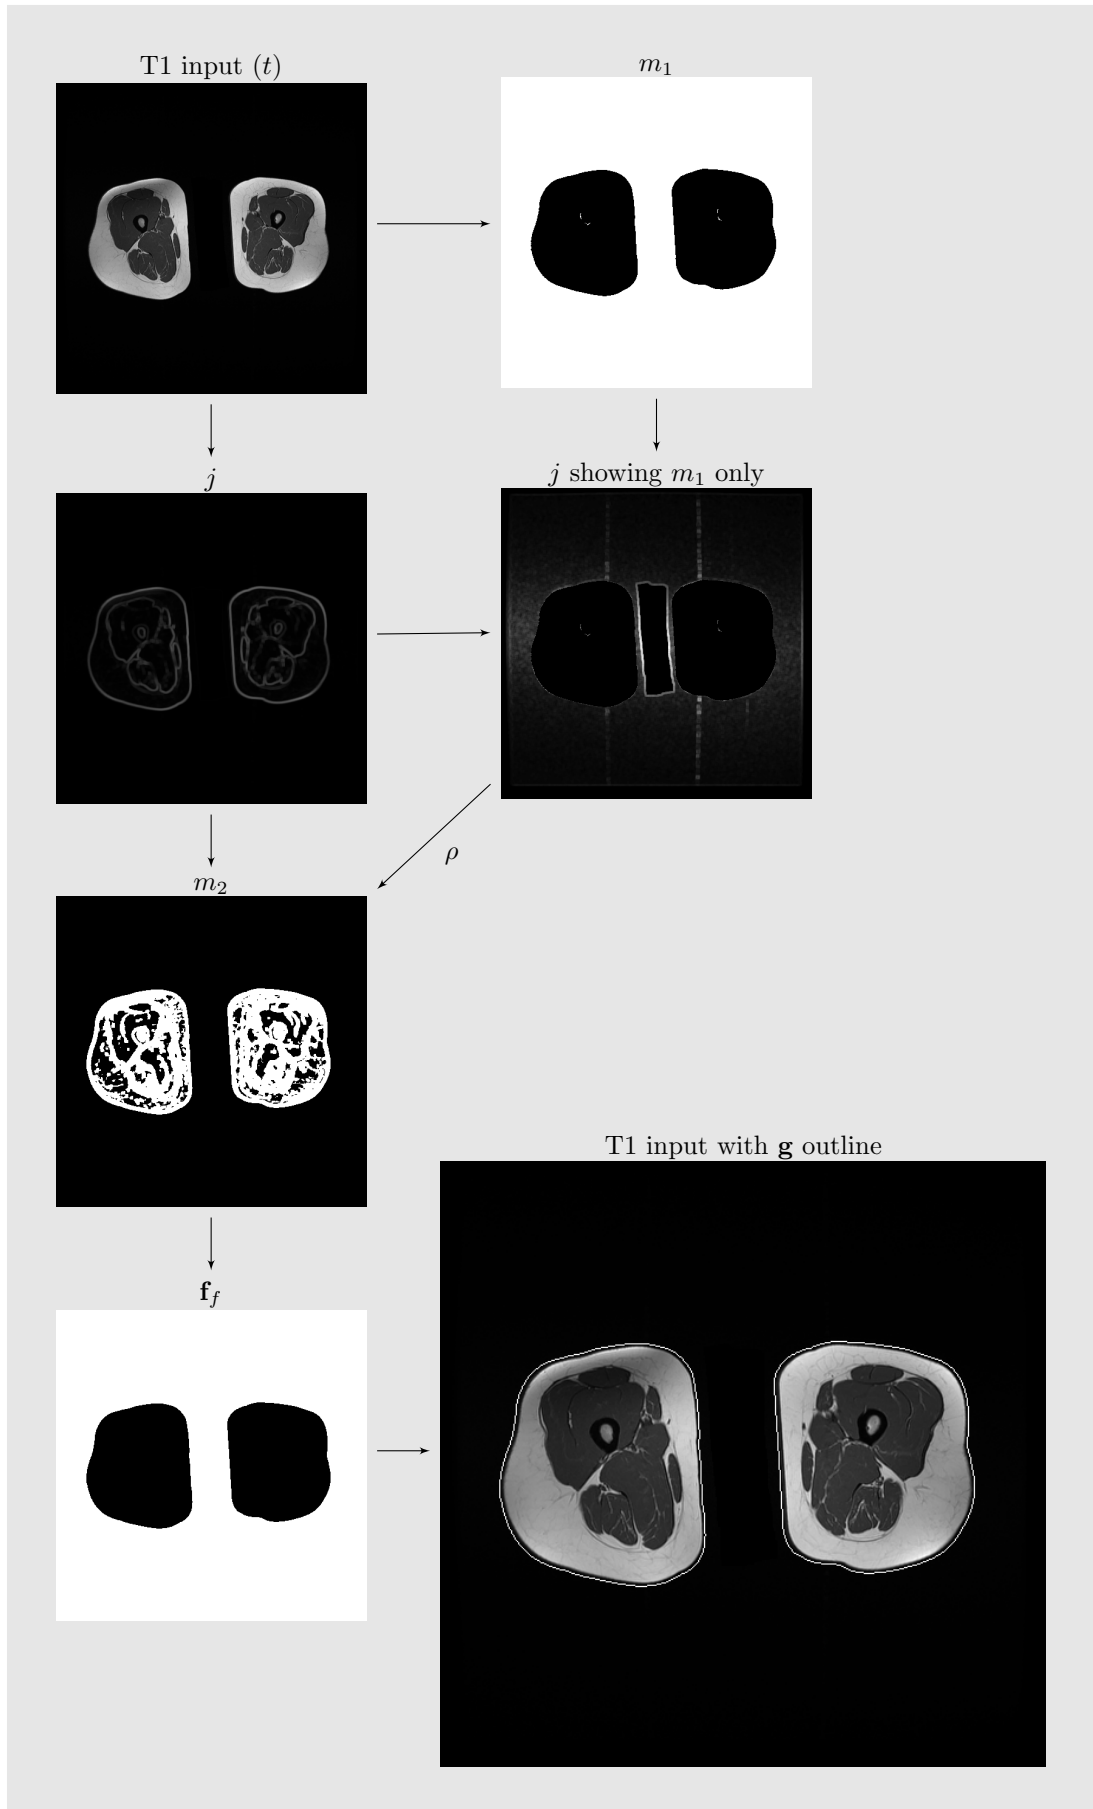 T1 input (t)
m₁
j
j showing m₁ only
ρ
m₂
T1 input with g outline
f_f